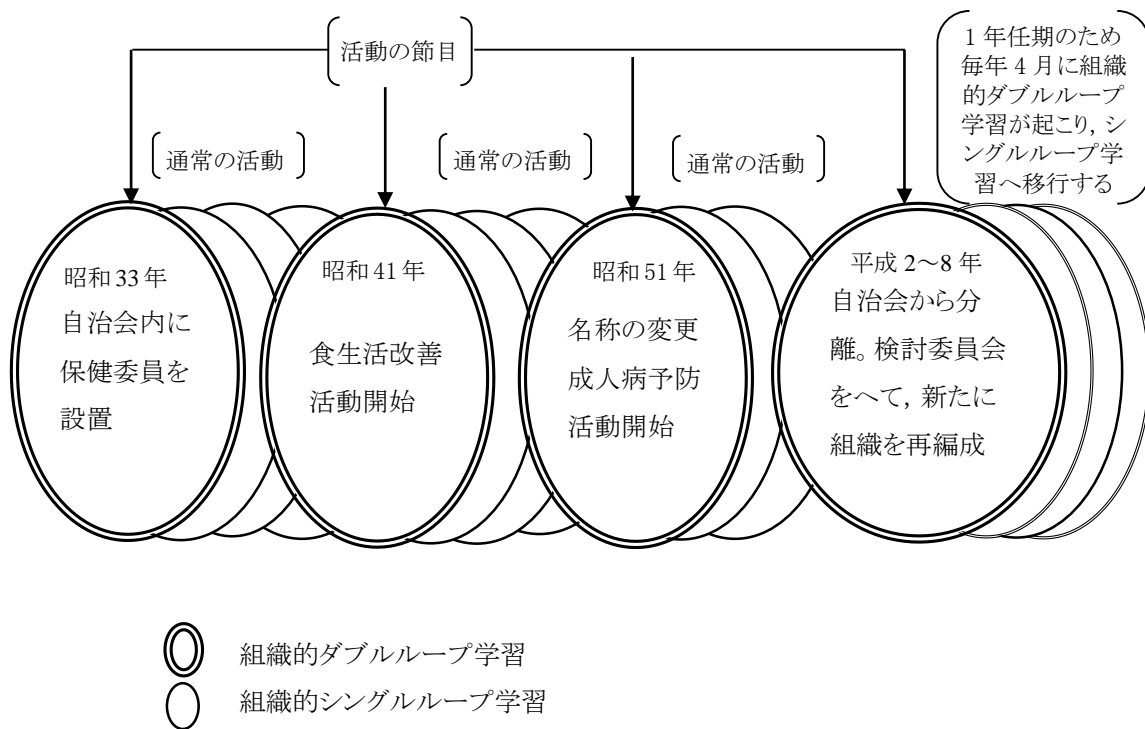 活動の節目
1 年任期のため
毎年 4 月に組織
的ダブルループ
学習が起こり，シ
ングルループ学
習へ移行する
通常の活動
通常の活動
通常の活動
昭和 33 年
自治会内に
保健委員を
設置
昭和 41 年
食生活改善
活動開始
昭和 51 年
名称の変更
成人病予防
活動開始
平成 2～8 年
自治会から分
離。検討委員会
をへて，新たに
組織を再編成
組織的ダブルループ学習
組織的シングルループ学習